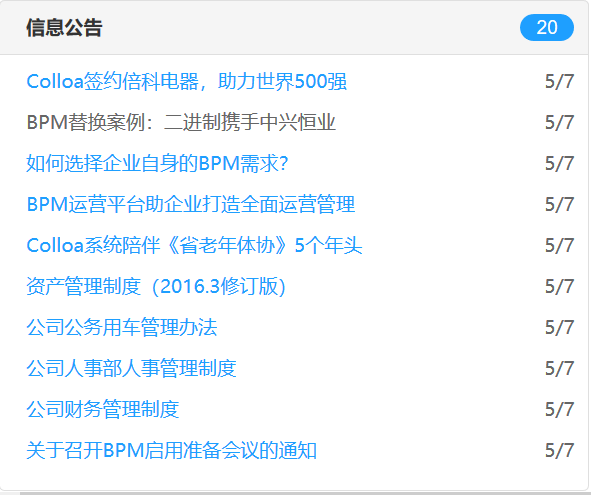 信息公告 20
Colloa签约倍科电器，助力世界500强 5/7
BPM替换案例：二进制携手中兴恒业 5/7
如何选择企业自身的BPM需求？ 5/7
BPM运营平台助企业打造全面运营管理 5/7
Colloa系统陪伴《省老年体协》5个年头 5/7
资产管理制度（2016.3修订版） 5/7
公司公务用车管理办法 5/7
公司人事部人事管理制度 5/7
公司财务管理制度 5/7
关于召开BPM启用准备会议的通知 5/7